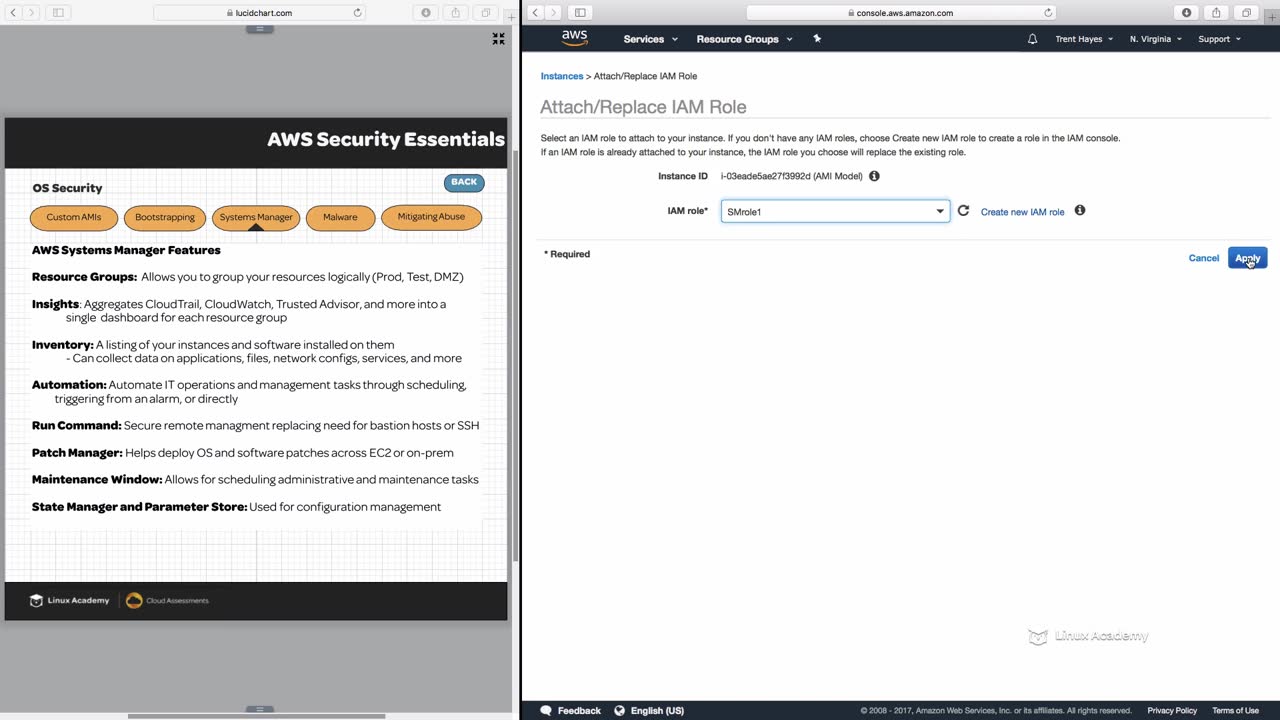 lucidchart.com
AWS Security Essentials
OS Security
BACK
Custom AMIs
Bootstrapping
Systems Manager
Malware
Mitigating Abuse
AWS Systems Manager Features
Resource Groups: Allows you to group your resources logically (Prod, Test, DMZ)
Insights: Aggregates CloudTrail, CloudWatch, Trusted Advisor, and more into a
single dashboard for each resource group
Inventory: A listing of your instances and software installed on them
- Can collect data on applications, files, network configs, services, and more
Automation: Automate IT operations and management tasks through scheduling,
triggering from an alarm, or directly
Run Command: Secure remote managment replacing need for bastion hosts or SSH
Patch Manager: Helps deploy OS and software patches across EC2 or on-prem
Maintenance Window: Allows for scheduling administrative and maintenance tasks
State Manager and Parameter Store: Used for configuration management
Linux Academy
Cloud Assessments
console.aws.amazon.com
aws
Services
Resource Groups
Trent Hayes
N. Virginia
Support
Instances > Attach/Replace IAM Role
Attach/Replace IAM Role
Select an IAM role to attach to your instance. If you don't have any IAM roles, choose Create new IAM role to create a role in the IAM console.
If an IAM role is already attached to your instance, the IAM role you choose will replace the existing role.
Instance ID i-03eade5ae27f3992d (AMI Model)
IAM role* SMrole1 Create new IAM role
* Required
Cancel
Apply
Linux Academy
Feedback
English (US)
© 2008 - 2017, Amazon Web Services, Inc. or its affiliates. All rights reserved.
Privacy Policy
Terms of Use